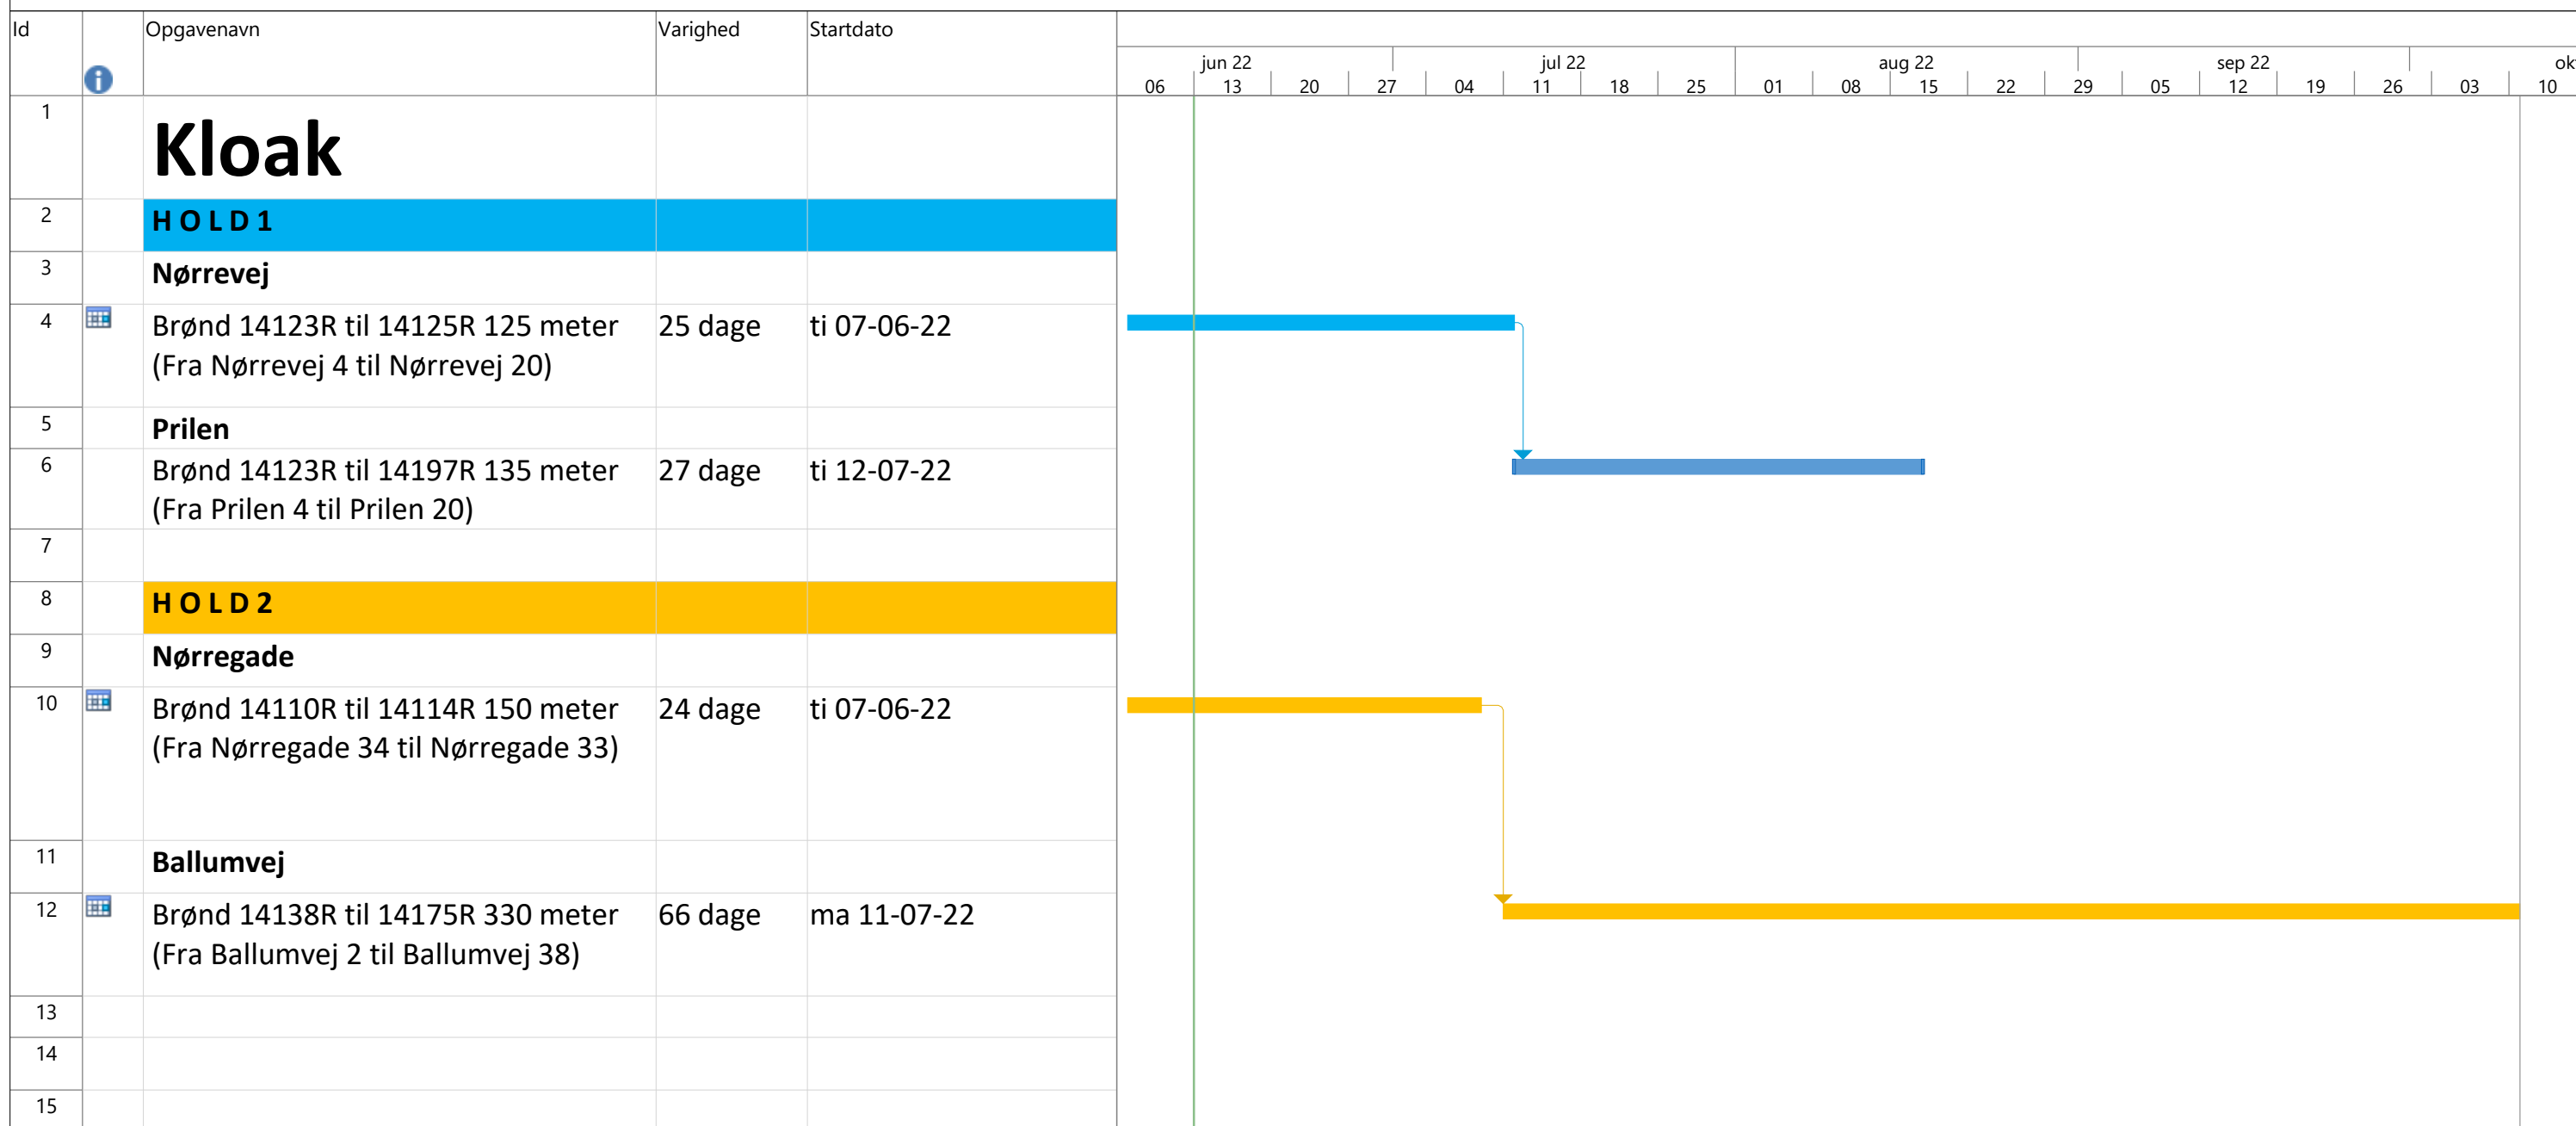 Id Opgavenavn Varighed Startdato
jun 22 jul 22 aug 22 sep 22
06 13 20 27 04 11 18 25 01 08 15 22 29 05 12 19 26 03 10
1 Kloak
2 H O L D 1
3 Nørrevej
4 Brønd 14123R til 14125R 125 meter 25 dage ti 07-06-22
(Fra Nørrevej 4 til Nørrevej 20)
5 Prilen
6 Brønd 14123R til 14197R 135 meter 27 dage ti 12-07-22
(Fra Prilen 4 til Prilen 20)
7
8 H O L D 2
9 Nørregade
10 Brønd 14110R til 14114R 150 meter 24 dage ti 07-06-22
(Fra Nørregade 34 til Nørregade 33)
11 Ballumvej
12 Brønd 14138R til 14175R 330 meter 66 dage ma 11-07-22
(Fra Ballumvej 2 til Ballumvej 38)
13
14
15